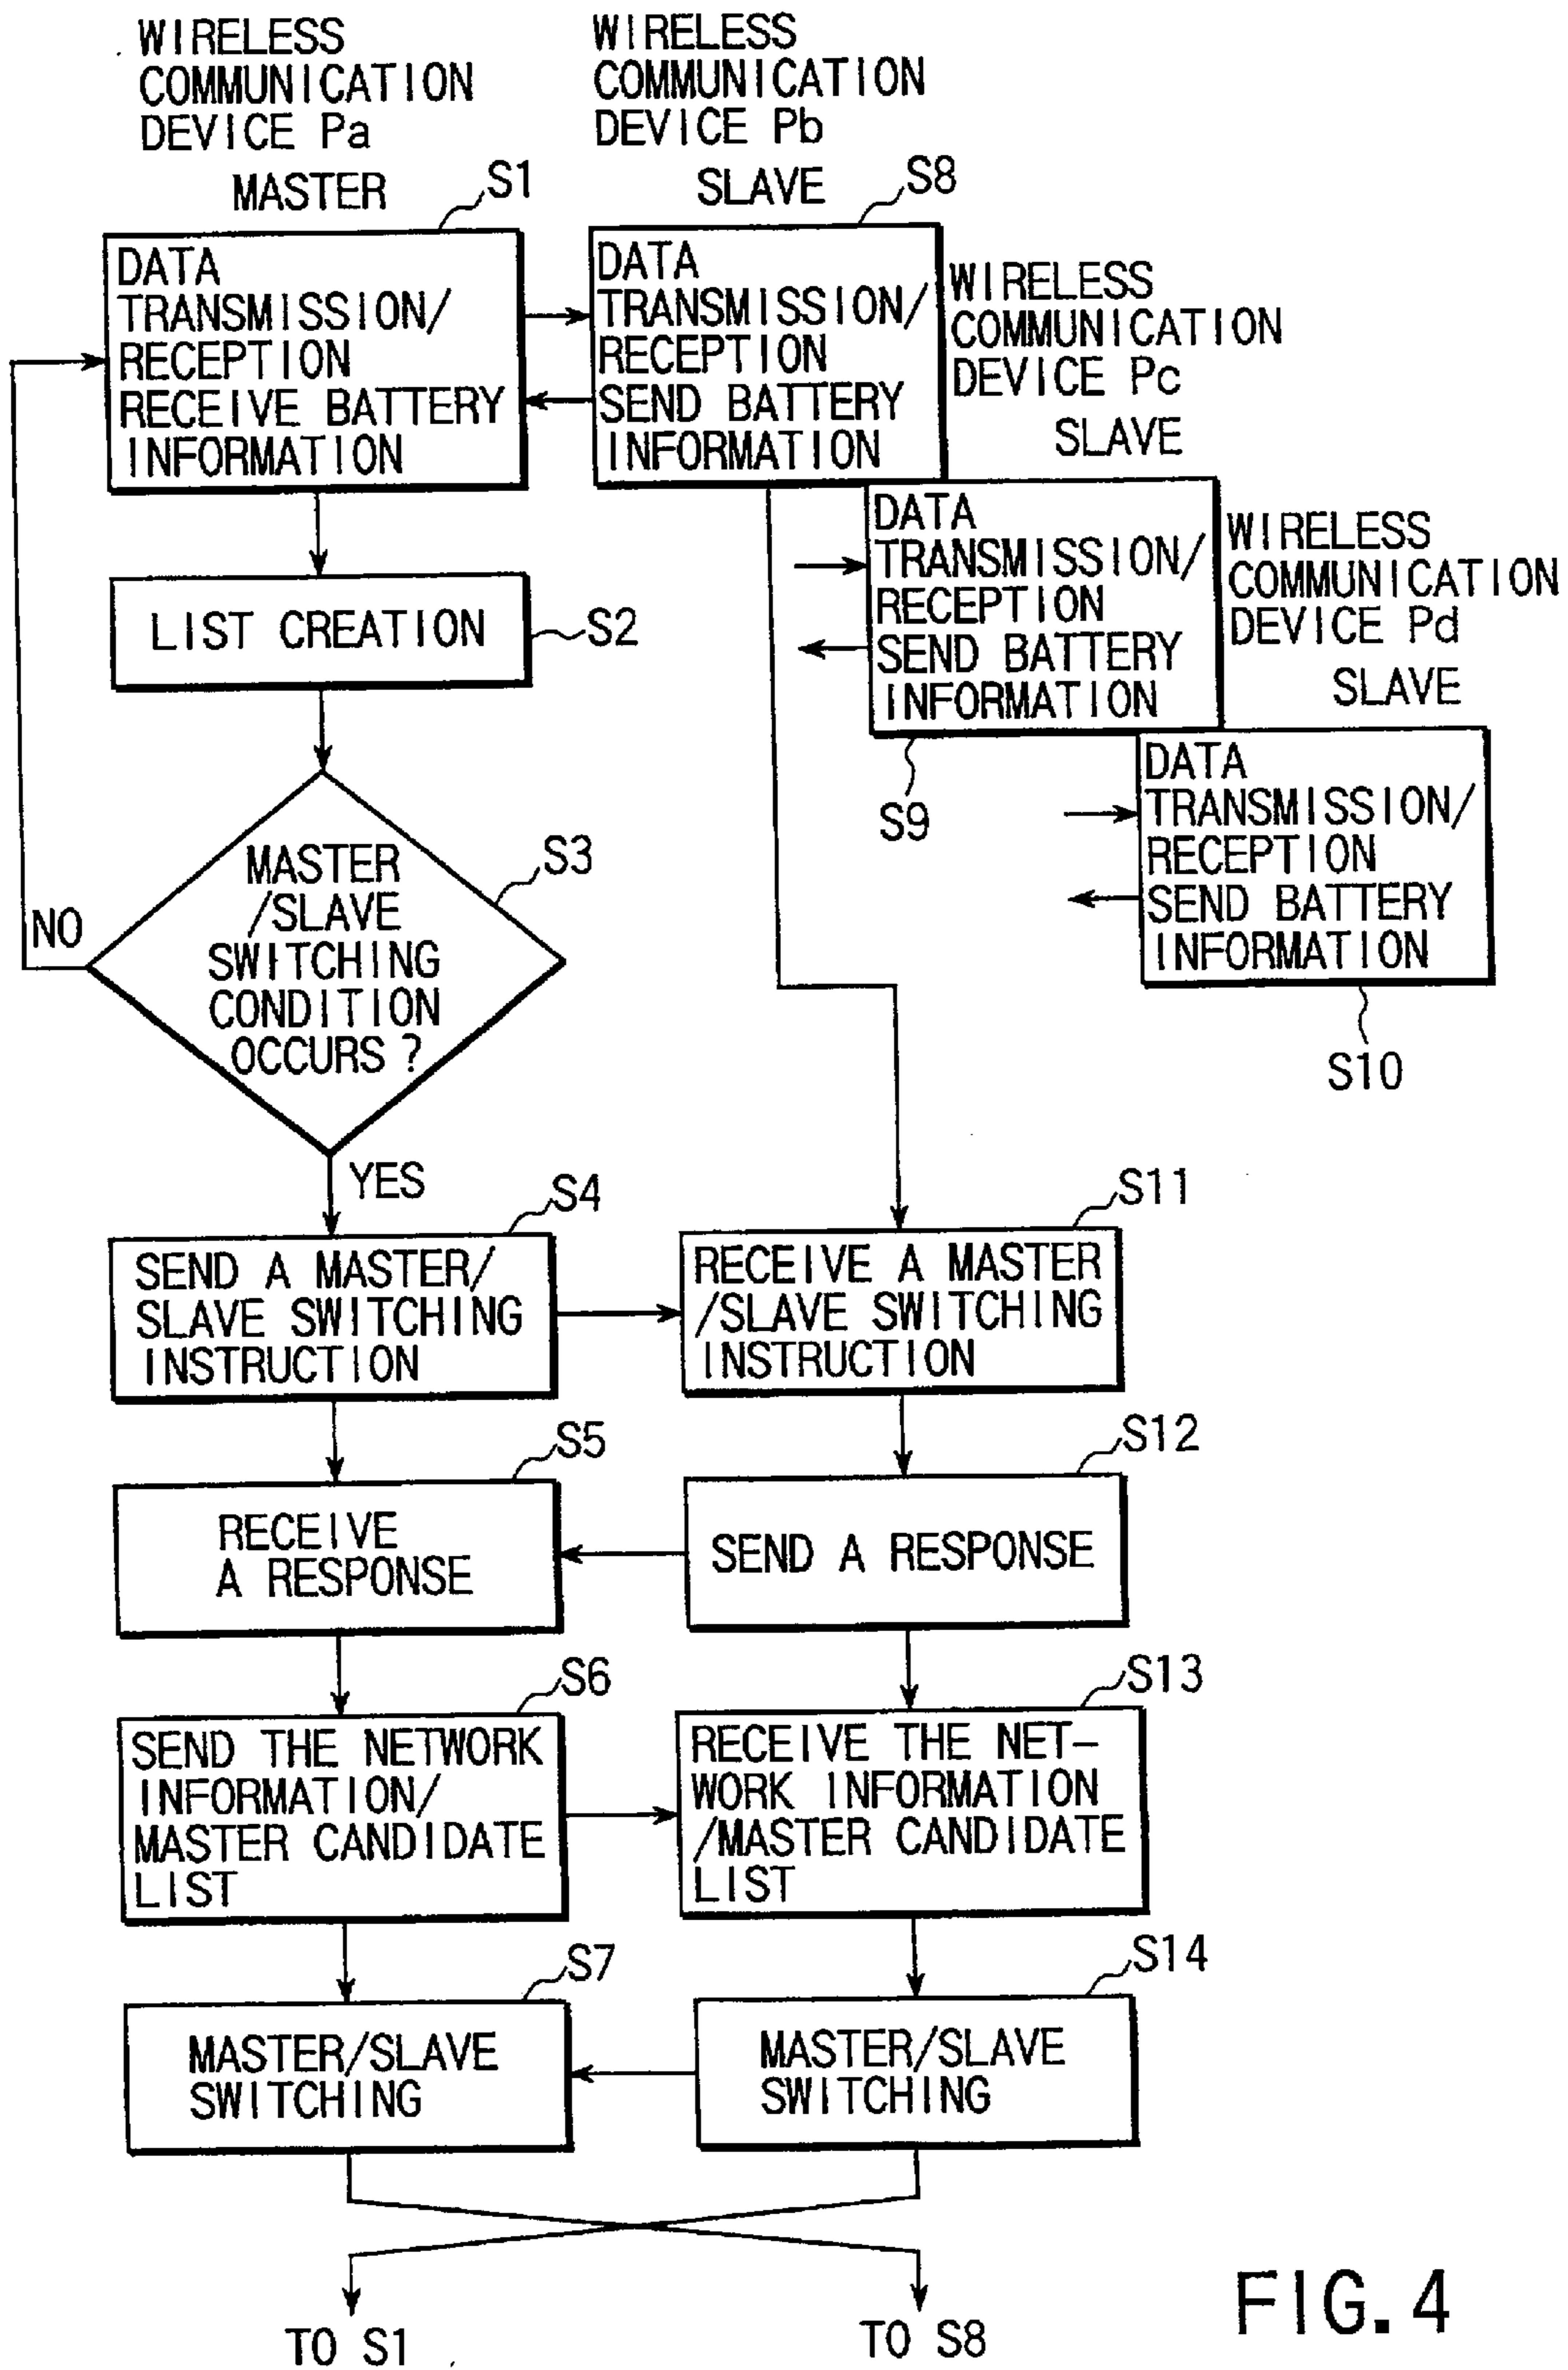 WIRELESS
COMMUNICATION
DEVICE Pa
MASTER
S1
DATA
TRANSMISSION/
RECEPTION
RECEIVE BATTERY
INFORMATION
WIRELESS
COMMUNICATION
DEVICE Pb
SLAVE
S8
DATA
TRANSMISSION/
RECEPTION
SEND BATTERY
INFORMATION
WIRELESS
COMMUNICATION
DEVICE Pc
SLAVE
DATA
TRANSMISSION/
RECEPTION
SEND BATTERY
INFORMATION
S9
WIRELESS
COMMUNICATION
DEVICE Pd
SLAVE
DATA
TRANSMISSION/
RECEPTION
SEND BATTERY
INFORMATION
S10
LIST CREATION
S2
MASTER
/SLAVE
SWITCHING
CONDITION
OCCURS ?
S3
NO
YES
S4
SEND A MASTER/
SLAVE SWITCHING
INSTRUCTION
S11
RECEIVE A MASTER
/SLAVE SWITCHING
INSTRUCTION
S5
RECEIVE
A RESPONSE
S12
SEND A RESPONSE
S6
SEND THE NETWORK
INFORMATION/
MASTER CANDIDATE
LIST
S13
RECEIVE THE NET-
WORK INFORMATION
/MASTER CANDIDATE
LIST
S7
MASTER/SLAVE
SWITCHING
S14
MASTER/SLAVE
SWITCHING
TO S1
TO S8
FIG. 4